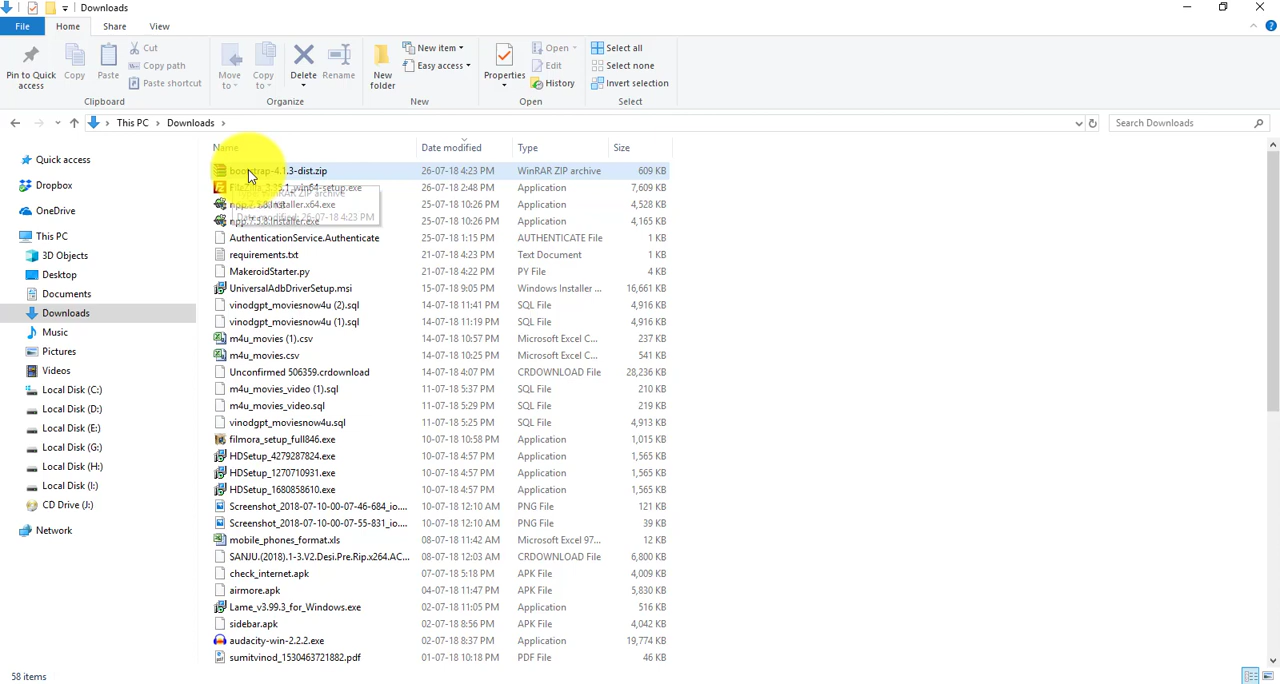 Downloads
File Home Share View
Pin to Quick access
Copy
Paste
Cut
Copy path
Paste shortcut
Clipboard
Move to
Copy to
Delete
Rename
Organize
New folder
New item
Easy access
New
Properties
Open
Edit
History
Open
Select all
Select none
Invert selection
Select
This PC Downloads
Search Downloads
Quick access
Dropbox
OneDrive
This PC
3D Objects
Desktop
Documents
Downloads
Music
Pictures
Videos
Local Disk (C:)
Local Disk (D:)
Local Disk (E:)
Local Disk (G:)
Local Disk (H:)
Local Disk (I:)
CD Drive (J:)
Network
Name Date modified Type Size
bootstrap-4.1.3-dist.zip 26-07-18 4:23 PM WinRAR ZIP archive 609 KB
26-07-18 2:48 PM Application 7,609 KB
25-07-18 10:26 PM Application 4,528 KB
25-07-18 10:26 PM Application 4,165 KB
Date modified: 26-07-18 4:23 PM
AuthenticationService.Authenticate 25-07-18 1:15 PM AUTHENTICATE File 1 KB
requirements.txt 21-07-18 4:23 PM Text Document 1 KB
MakeroidStarter.py 21-07-18 4:22 PM PY File 4 KB
UniversalAdbDriverSetup.msi 15-07-18 9:05 PM Windows Installer ... 16,661 KB
vinodgpt_moviesnow4u (2).sql 14-07-18 11:41 PM SQL File 4,916 KB
vinodgpt_moviesnow4u (1).sql 14-07-18 11:19 PM SQL File 4,916 KB
m4u_movies (1).csv 14-07-18 10:57 PM Microsoft Excel C... 237 KB
m4u_movies.csv 14-07-18 10:25 PM Microsoft Excel C... 541 KB
Unconfirmed 506359.crdownload 14-07-18 4:07 PM CRDOWNLOAD File 28,236 KB
m4u_movies_video (1).sql 11-07-18 5:37 PM SQL File 210 KB
m4u_movies_video.sql 11-07-18 5:29 PM SQL File 219 KB
vinodgpt_moviesnow4u.sql 11-07-18 5:25 PM SQL File 4,913 KB
filmora_setup_full846.exe 10-07-18 10:58 PM Application 1,015 KB
HDSetup_4279287824.exe 10-07-18 4:57 PM Application 1,565 KB
HDSetup_1270710931.exe 10-07-18 4:57 PM Application 1,565 KB
HDSetup_1680858610.exe 10-07-18 4:57 PM Application 1,565 KB
Screenshot_2018-07-10-00-07-46-684_io.... 10-07-18 12:10 AM PNG File 121 KB
Screenshot_2018-07-10-00-07-55-831_io.... 10-07-18 12:10 AM PNG File 39 KB
mobile_phones_format.xls 08-07-18 11:42 AM Microsoft Excel 97... 12 KB
SANJU.(2018).1-3.V2.Desi.Pre.Rip.x264.AC... 08-07-18 12:03 AM CRDOWNLOAD File 6,800 KB
check_internet.apk 07-07-18 5:18 PM APK File 4,009 KB
airmore.apk 04-07-18 11:47 PM APK File 5,830 KB
Lame_v3.99.3_for_Windows.exe 02-07-18 11:05 PM Application 516 KB
sidebar.apk 02-07-18 8:56 PM APK File 4,042 KB
audacity-win-2.2.2.exe 02-07-18 8:37 PM Application 19,774 KB
sumitvinod_1530463721882.pdf 01-07-18 10:18 PM PDF File 46 KB
58 items